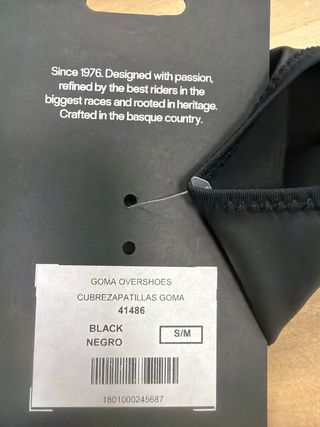 Since 1976. Designed with passion,
refined by the best riders in the
biggest races and rooted in heritage.
Crafted in the basque country.
GOMA OVERSHOES
CUBREZAPATILLAS GOMA
41486
BLACK
NEGRO
S/M
1801000245687